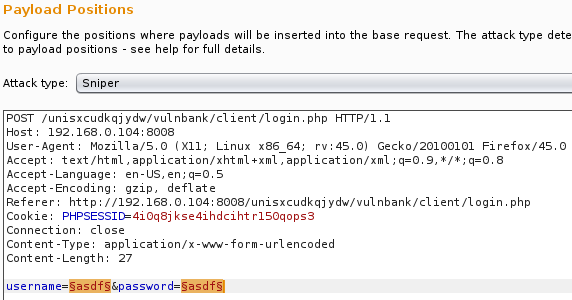 Payload Positions
Configure the positions where payloads will be inserted into the base request. The attack type dete
to payload positions - see help for full details.
Attack type: Sniper
POST /unisxcudkqjydw/vulnbank/client/login.php HTTP/1.1
Host: 192.168.0.104:8008
User-Agent: Mozilla/5.0 (X11; Linux x86_64; rv:45.0) Gecko/20100101 Firefox/45.0
Accept: text/html,application/xhtml+xml,application/xml;q=0.9,*/*;q=0.8
Accept-Language: en-US,en;q=0.5
Accept-Encoding: gzip, deflate
Referer: http://192.168.0.104:8008/unisxcudkqjydw/vulnbank/client/login.php
Cookie: PHPSESSID=4i0q8jkse4ihdcihtr150qops3
Connection: close
Content-Type: application/x-www-form-urlencoded
Content-Length: 27
username=§asdf§&password=§asdf§